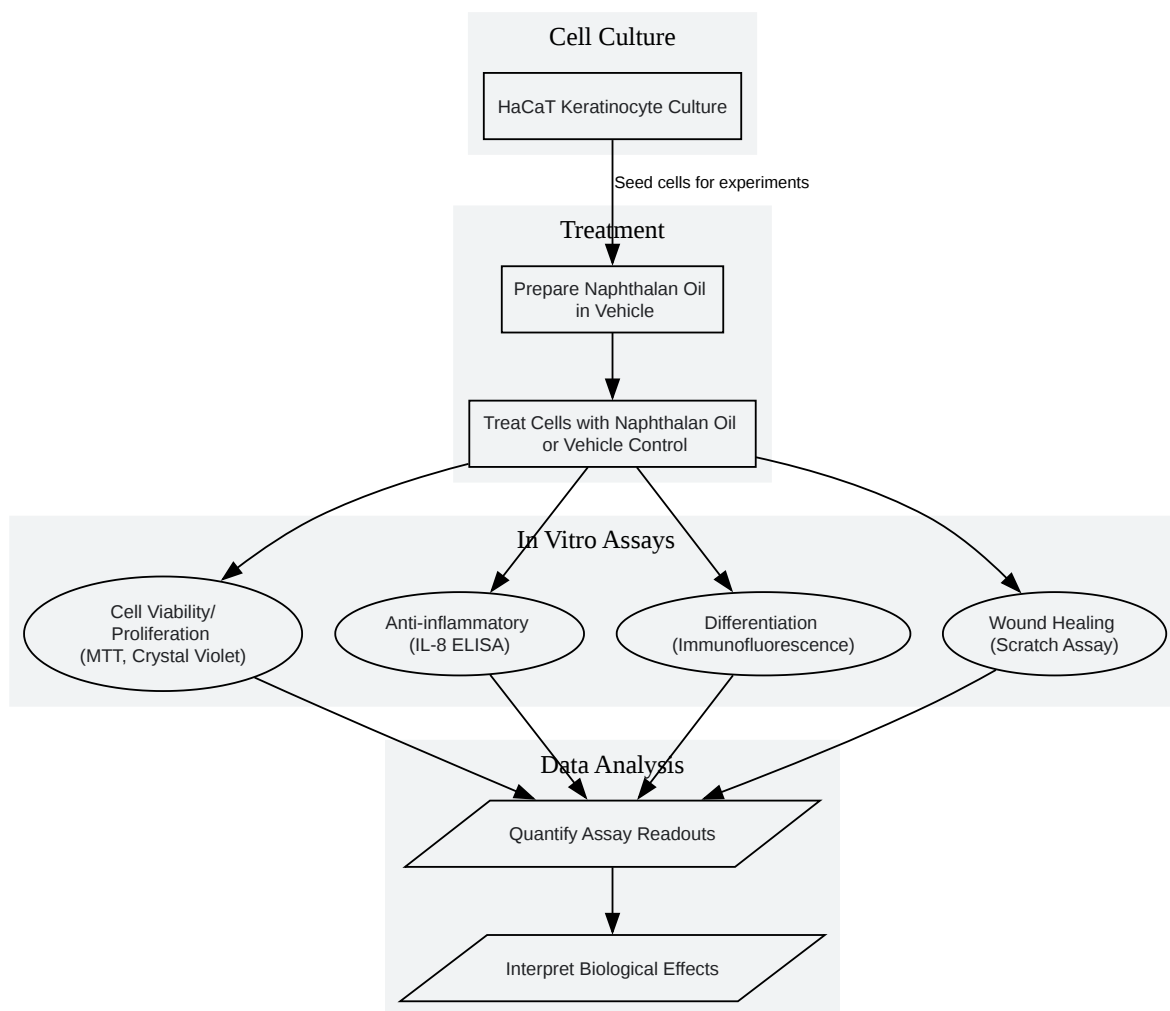 Cell Culture
HaCaT Keratinocyte Culture
Seed cells for experiments
Treatment
Prepare Naphthalan Oil
in Vehicle
Treat Cells with Naphthalan Oil
or Vehicle Control
In Vitro Assays
Cell Viability/
Proliferation
(MTT, Crystal Violet)
Anti-inflammatory
(IL-8 ELISA)
Differentiation
(Immunofluorescence)
Wound Healing
(Scratch Assay)
Data Analysis
Quantify Assay Readouts
Interpret Biological Effects